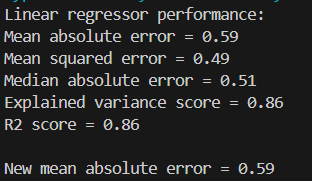 Linear regressor performance:
Mean absolute error = 0.59
Mean squared error = 0.49
Median absolute error = 0.51
Explained variance score = 0.86
R2 score = 0.86
New mean absolute error = 0.59